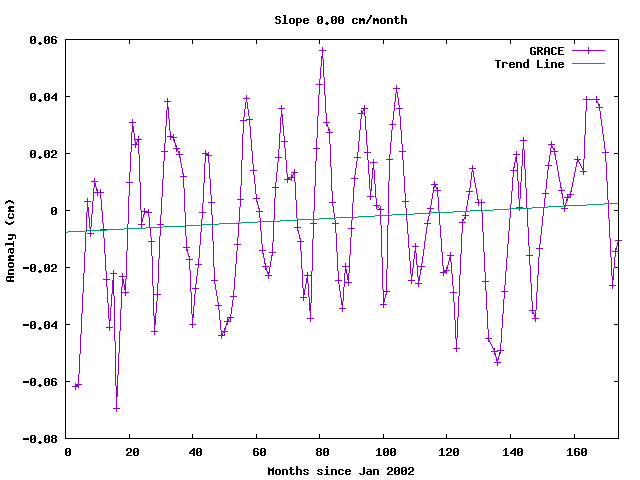 Slope 0.00 cm/month
0.06
GRACE
Trend Line
0.04
0.02
0
-0.02
-0.04
-0.06
-0.08
Anomaly (cm)
0 20 40 60 80 100 120 140 160
Months since Jan 2002